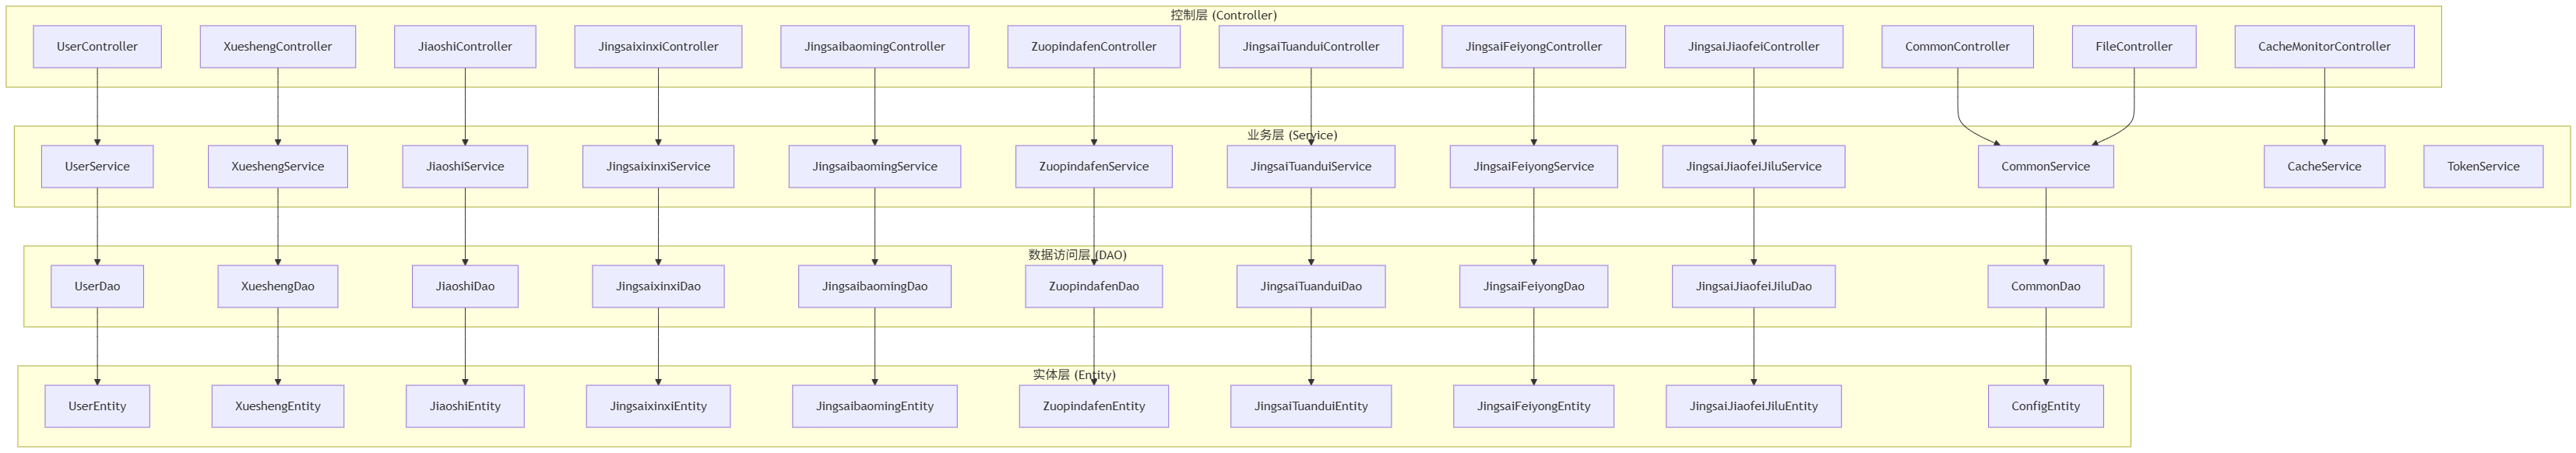 控制层 (Controller)
UserController
XueshengController
JiaoshiController
JingsaixinxiController
JingsaibaomingController
ZuopindafenController
JingsaiTuanduiController
JingsaiFeiyongController
JingsaiJiaofeiController
CommonController
FileController
CacheMonitorController
业务层 (Service)
UserService
XueshengService
JiaoshiService
JingsaixinxiService
JingsaibaomingService
ZuopindafenService
JingsaiTuanduiService
JingsaiFeiyongService
JingsaiJiaofeiJiluService
CommonService
CacheService
TokenService
数据访问层 (DAO)
UserDao
XueshengDao
JiaoshiDao
JingsaixinxiDao
JingsaibaomingDao
ZuopindafenDao
JingsaiTuanduiDao
JingsaiFeiyongDao
JingsaiJiaofeiJiluDao
CommonDao
实体层 (Entity)
UserEntity
XueshengEntity
JiaoshiEntity
JingsaixinxiEntity
JingsaibaomingEntity
ZuopindafenEntity
JingsaiTuanduiEntity
JingsaiFeiyongEntity
JingsaiJiaofeiJiluEntity
ConfigEntity